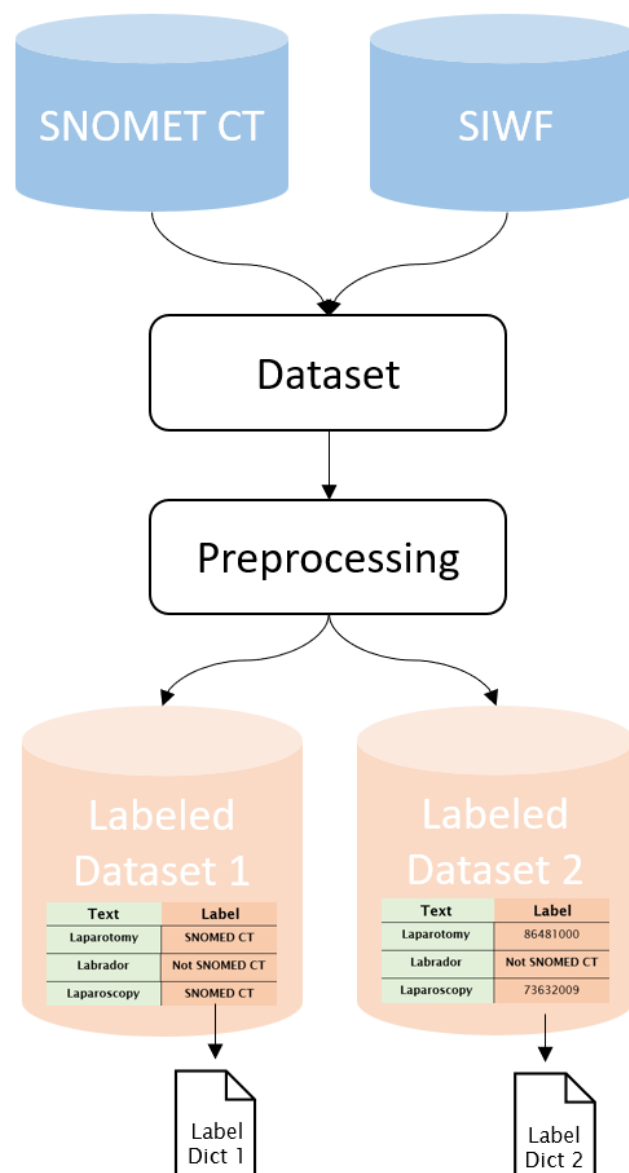 SNOMET CT
SIWF
Dataset
Preprocessing
Labeled
Dataset 1
Text Label
Laparotomy SNOMED CT
Labrador Not SNOMED CT
Laparoscopy SNOMED CT
Labeled
Dataset 2
Text Label
Laparotomy 86481000
Labrador Not SNOMED CT
Laparoscopy 73632009
Label
Dict 1
Label
Dict 2